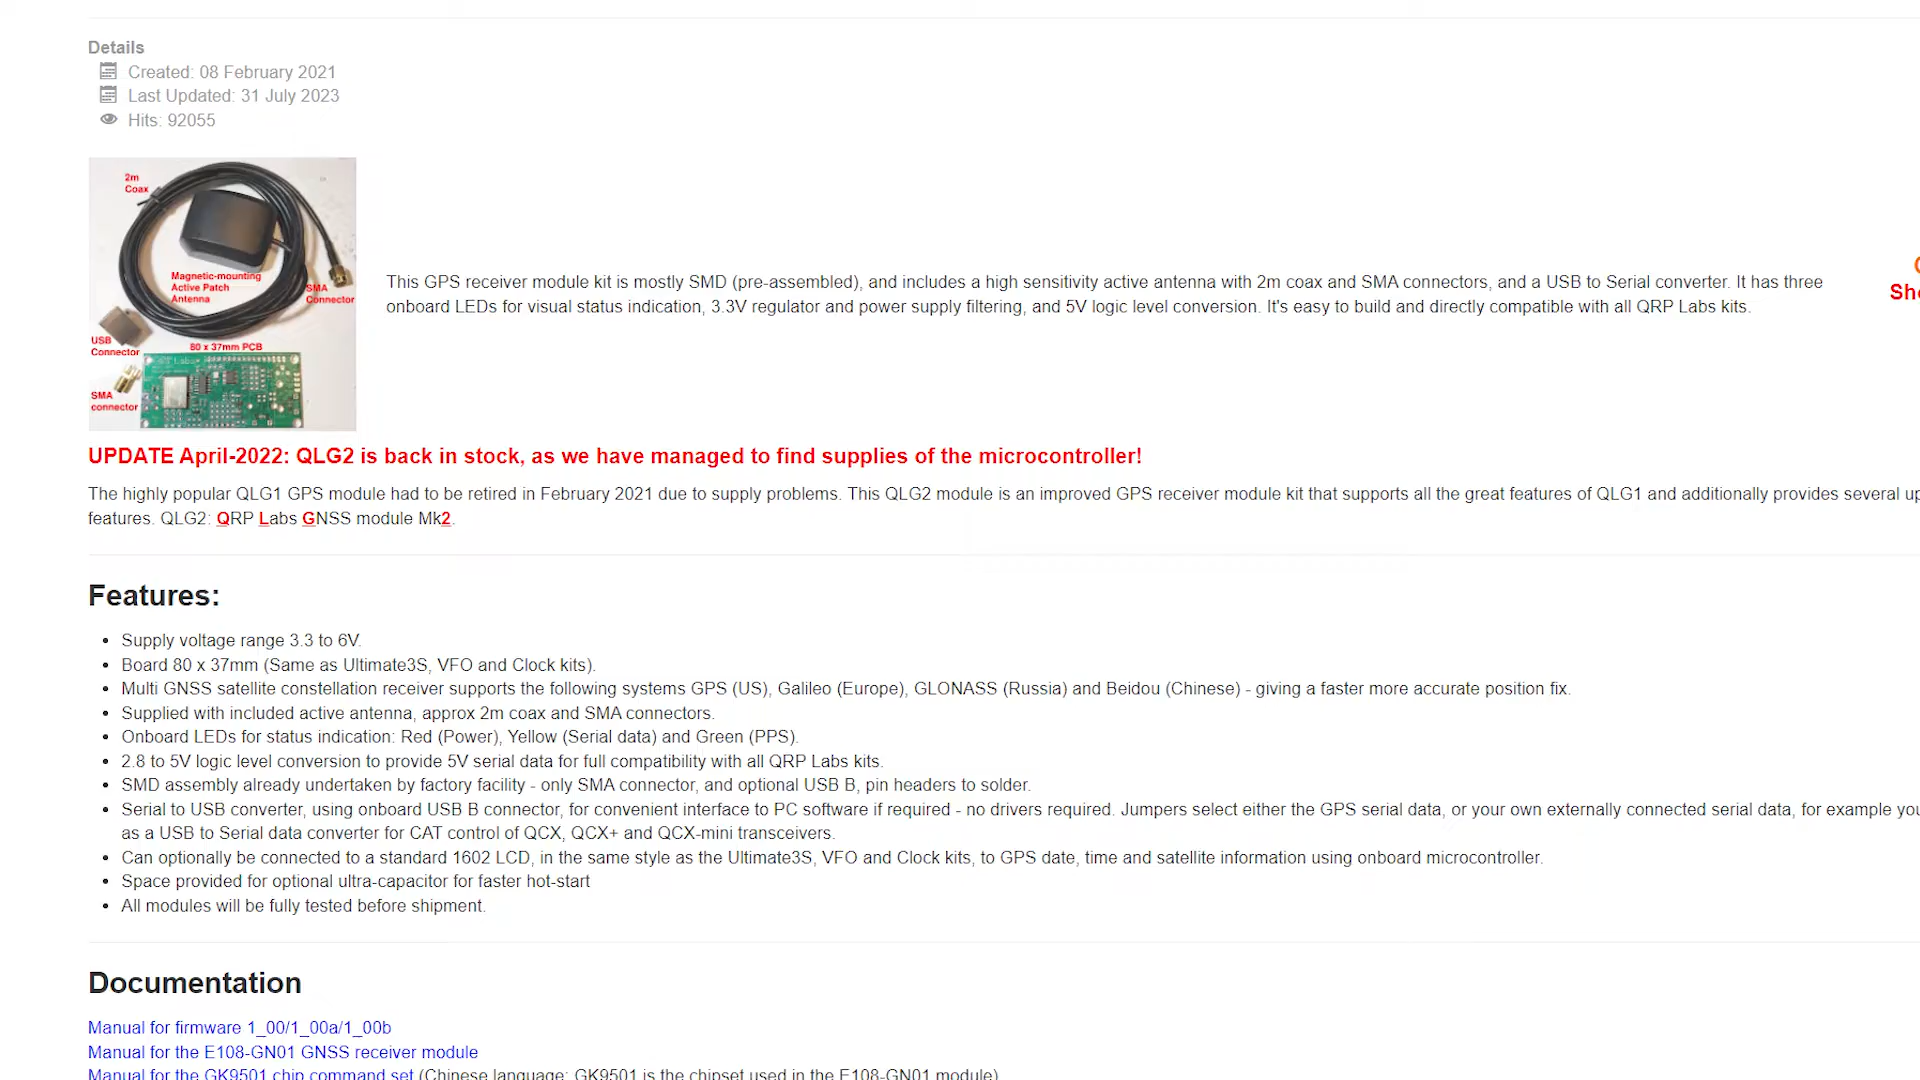 Details
Created: 08 February 2021
Last Updated: 31 July 2023
Hits: 92055
2m
Coax
Magnetic-mounting
Active Patch
Antenna
SMA
Connector
USB
Connector
80 x 37mm PCB
SMA
connector
This GPS receiver module kit is mostly SMD (pre-assembled), and includes a high sensitivity active antenna with 2m coax and SMA connectors, and a USB to Serial converter. It has three
onboard LEDs for visual status indication, 3.3V regulator and power supply filtering, and 5V logic level conversion. It's easy to build and directly compatible with all QRP Labs kits.
UPDATE April-2022: QLG2 is back in stock, as we have managed to find supplies of the microcontroller!
The highly popular QLG1 GPS module had to be retired in February 2021 due to supply problems. This QLG2 module is an improved GPS receiver module kit that supports all the great features of QLG1 and additionally provides several
features. QLG2: QRP Labs GNSS module Mk2.
Features:
Supply voltage range 3.3 to 6V.
Board 80 x 37mm (Same as Ultimate3S, VFO and Clock kits).
Multi GNSS satellite constellation receiver supports the following systems GPS (US), Galileo (Europe), GLONASS (Russia) and Beidou (Chinese) - giving a faster more accurate position fix.
Supplied with included active antenna, approx 2m coax and SMA connectors.
Onboard LEDs for status indication: Red (Power), Yellow (Serial data) and Green (PPS).
2.8 to 5V logic level conversion to provide 5V serial data for full compatibility with all QRP Labs kits.
SMD assembly already undertaken by factory facility - only SMA connector, and optional USB B, pin headers to solder.
Serial to USB converter, using onboard USB B connector, for convenient interface to PC software if required - no drivers required. Jumpers select either the GPS serial data, or your own externally connected serial data, for example
as a USB to Serial data converter for CAT control of QCX, QCX+ and QCX-mini transceivers.
Can optionally be connected to a standard 1602 LCD, in the same style as the Ultimate3S, VFO and Clock kits, to GPS date, time and satellite information using onboard microcontroller.
Space provided for optional ultra-capacitor for faster hot-start
All modules will be fully tested before shipment.
Documentation
Manual for firmware 1_00/1_00a/1_00b
Manual for the E108-GN01 GNSS receiver module
Manual for the GK9501 chip command set (Chinese language: GK9501 is the chipset used in the E108-GN01 module)